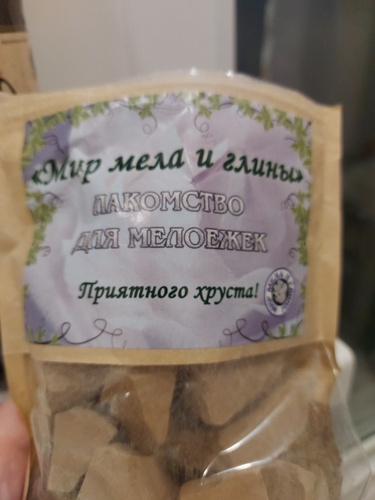 «Мир мела и глины»
ЛАКОМСТВО
ДЛЯ МЕЛОЕЖЕК
Приятного хруста!